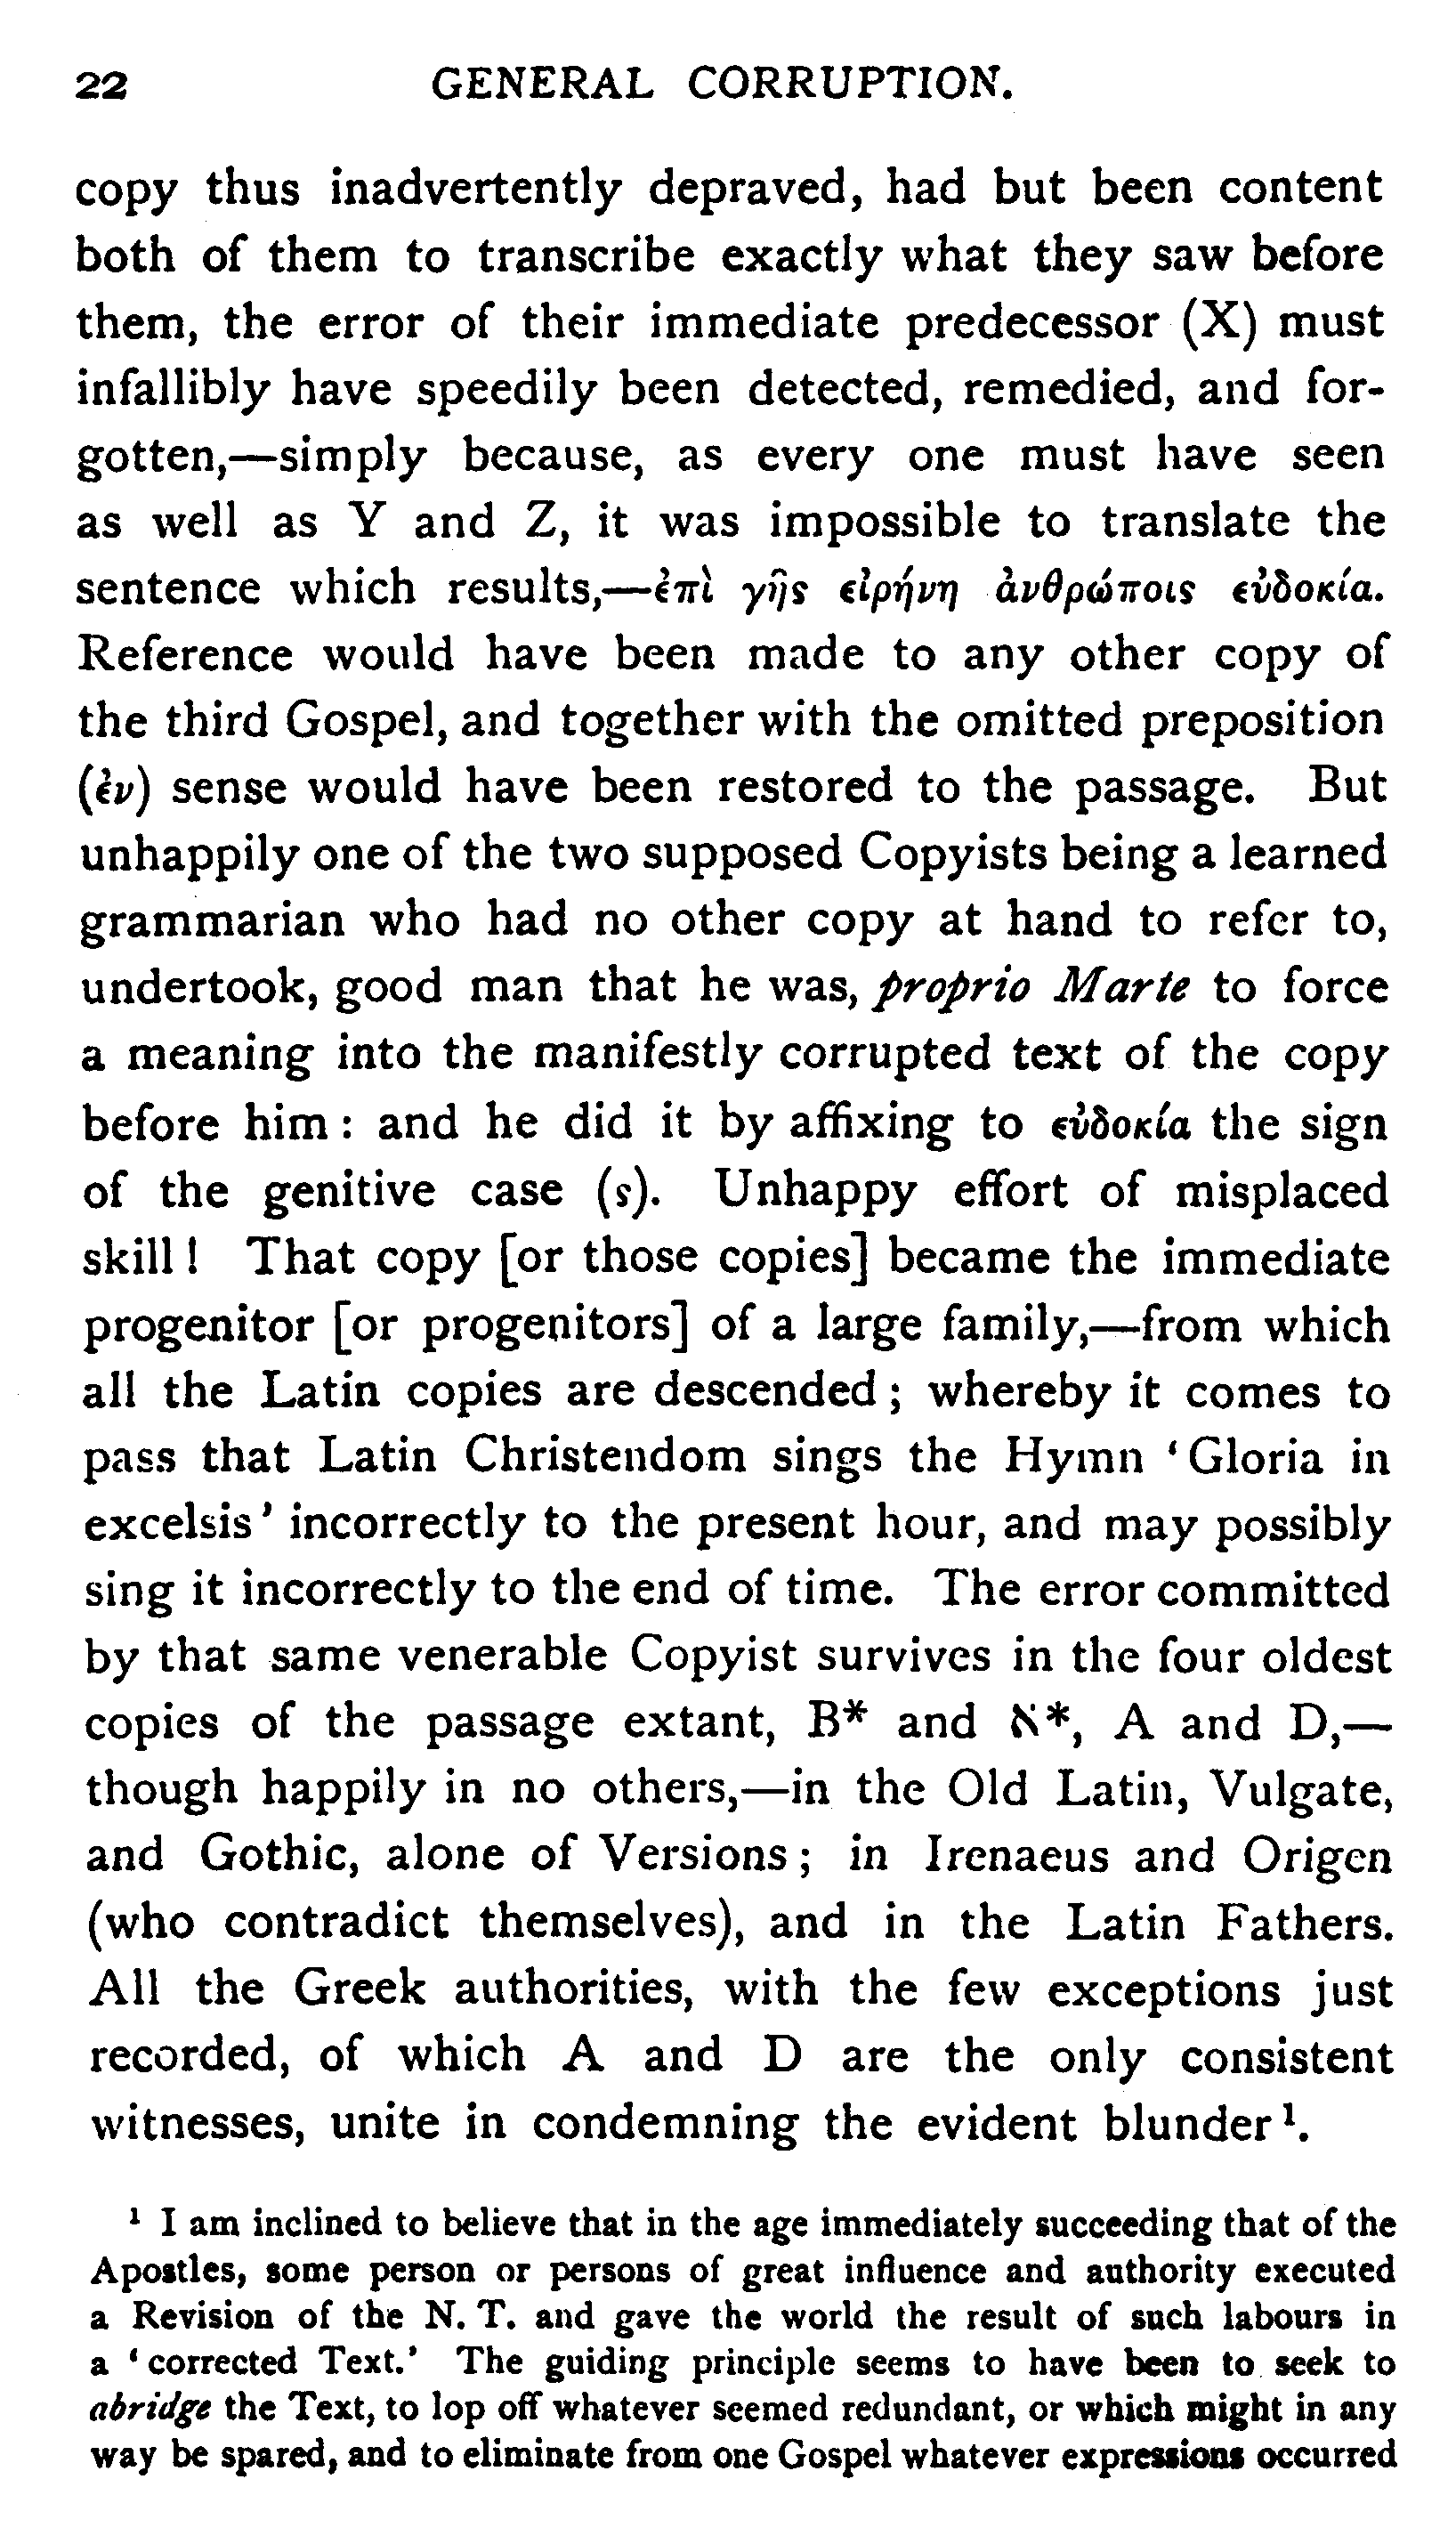 22 GENERAL CORRUPTION.
copy thus inadvertently depraved, had but been content
both of them to transcribe exactly what they saw before
them, the error of their immediate predecessor (X) must
infallibly have speedily been detected, remedied, and for-
gotten,—simply because, as every one must have seen
as well as Y and Z, it was impossible to translate the
sentence which results,—ἐπὶ γῆς εἰρήνη ἀνθρώποις εὐδοκία.
Reference would have been made to any other copy of
the third Gospel, and together with the omitted preposition
(ἐν) sense would have been restored to the passage. But
unhappily one of the two supposed Copyists being a learned
grammarian who had no other copy at hand to refer to,
undertook, good man that he was, proprio Marte to force
a meaning into the manifestly corrupted text of the copy
before him : and he did it by affixing to εὐδοκία the sign
of the genitive case (ς). Unhappy effort of misplaced
skill ! That copy [or those copies] became the immediate
progenitor [or progenitors] of a large family,—from which
all the Latin copies are descended ; whereby it comes to
pass that Latin Christendom sings the Hymn ‘ Gloria in
excelsis ’ incorrectly to the present hour, and may possibly
sing it incorrectly to the end of time. The error committed
by that same venerable Copyist survives in the four oldest
copies of the passage extant, B* and א*, A and D,—
though happily in no others,—in the Old Latin, Vulgate,
and Gothic, alone of Versions ; in Irenaeus and Origen
(who contradict themselves), and in the Latin Fathers.
All the Greek authorities, with the few exceptions just
recorded, of which A and D are the only consistent
witnesses, unite in condemning the evident blunder ¹.
¹ I am inclined to believe that in the age immediately succeeding that of the
Apostles, some person or persons of great influence and authority executed
a Revision of the N. T. and gave the world the result of such labours in
a ‘ corrected Text.’ The guiding principle seems to have been to seek to
abridge the Text, to lop off whatever seemed redundant, or which might in any
way be spared, and to eliminate from one Gospel whatever expressions occurred